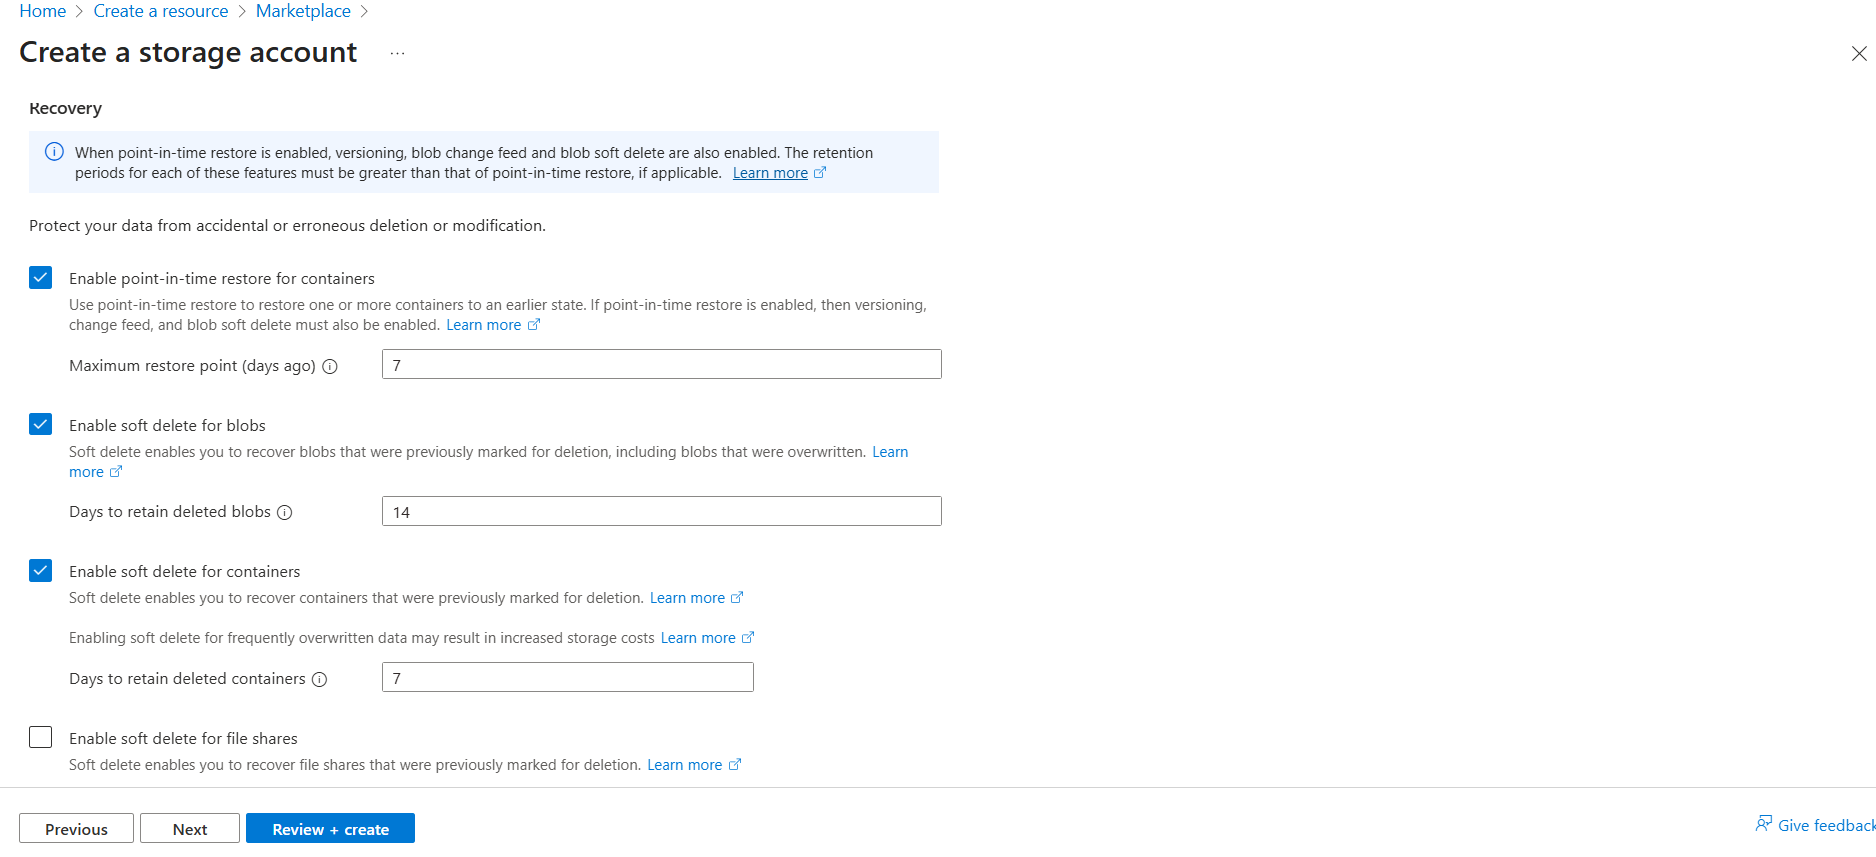 Home > Create a resource > Marketplace >
Create a storage account ...
Recovery
When point-in-time restore is enabled, versioning, blob change feed and blob soft delete are also enabled. The retention
periods for each of these features must be greater than that of point-in-time restore, if applicable. Learn more
Protect your data from accidental or erroneous deletion or modification.
Enable point-in-time restore for containers
Use point-in-time restore to restore one or more containers to an earlier state. If point-in-time restore is enabled, then versioning,
change feed, and blob soft delete must also be enabled. Learn more
Maximum restore point (days ago) 7
Enable soft delete for blobs
Soft delete enables you to recover blobs that were previously marked for deletion, including blobs that were overwritten. Learn
more
Days to retain deleted blobs 14
Enable soft delete for containers
Soft delete enables you to recover containers that were previously marked for deletion. Learn more
Enabling soft delete for frequently overwritten data may result in increased storage costs Learn more
Days to retain deleted containers 7
Enable soft delete for file shares
Soft delete enables you to recover file shares that were previously marked for deletion. Learn more
Previous Next Review + create Give feedback